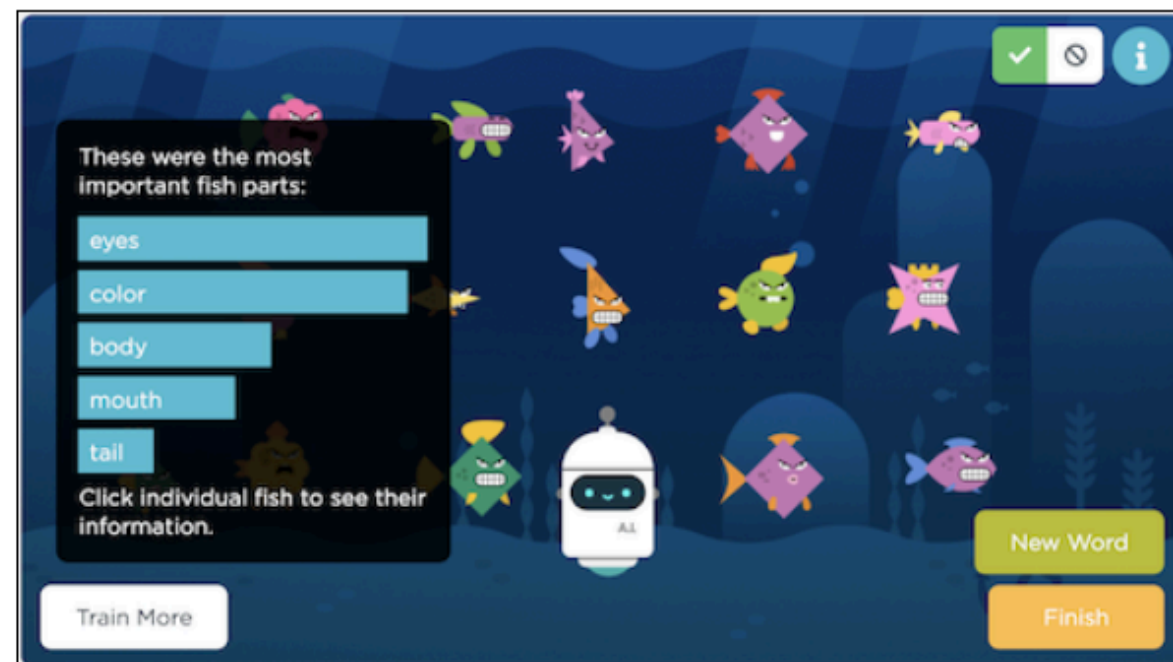 These were the most
important fish parts:
eyes
color
body
mouth
tail
Click individual fish to see their
information.
A.I.
New Word
Train More
Finish